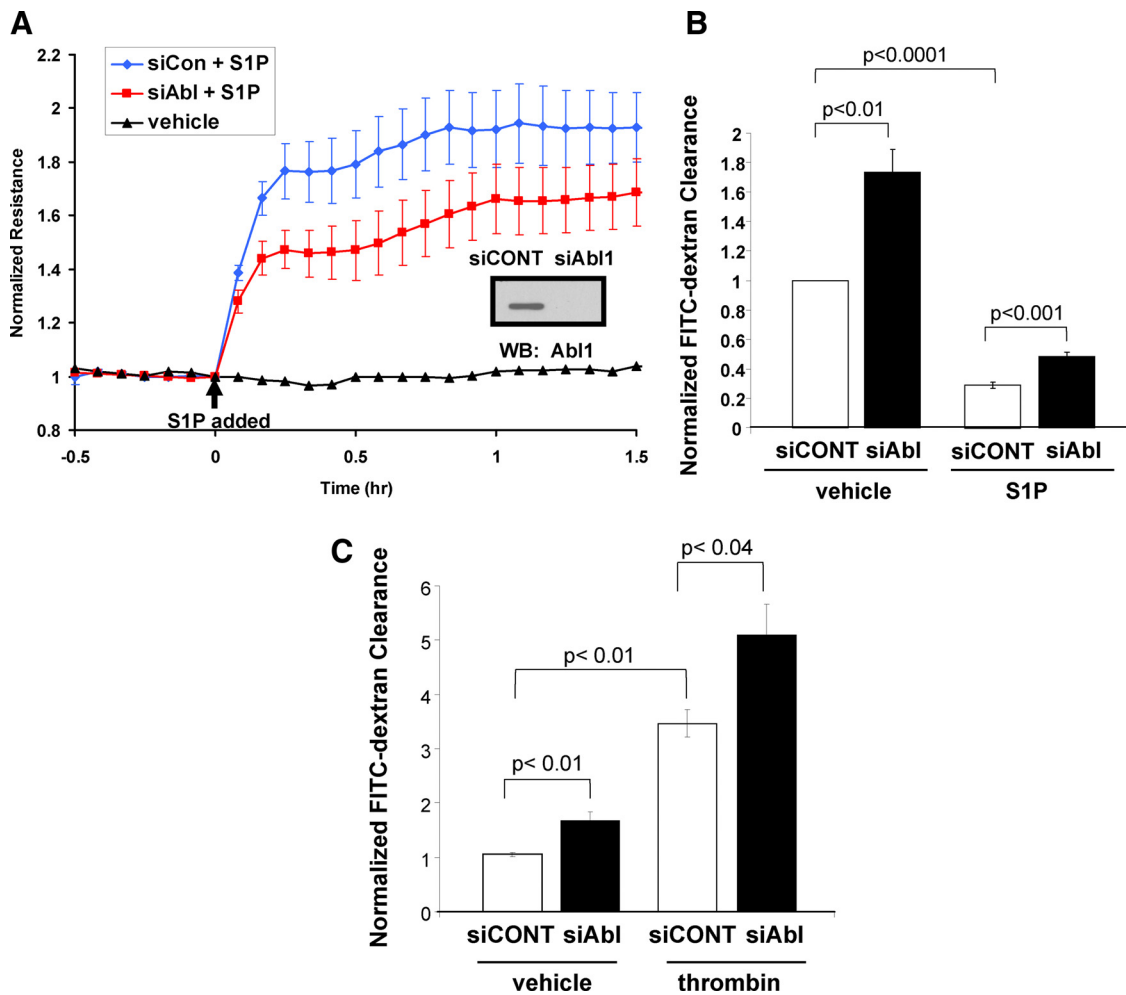 A
2.2
2
1.8
1.6
1.4
1.2
1
0.8
Normalized Resistance
siCon + S1P
siAbl + S1P
vehicle
siCONT siAbl1
WB: Abl1
S1P added
-0.5 0 0.5 1 1.5
Time (hr)
B
p<0.0001
p<0.01
p<0.001
2
1.8
1.6
1.4
1.2
1
0.8
0.6
0.4
0.2
0
Normalized FITC-dextran Clearance
siCONT siAbl siCONT siAbl
vehicle S1P
C
p< 0.04
p< 0.01
p< 0.01
6
5
4
3
2
1
0
Normalized FITC-dextran Clearance
siCONT siAbl siCONT siAbl
vehicle thrombin